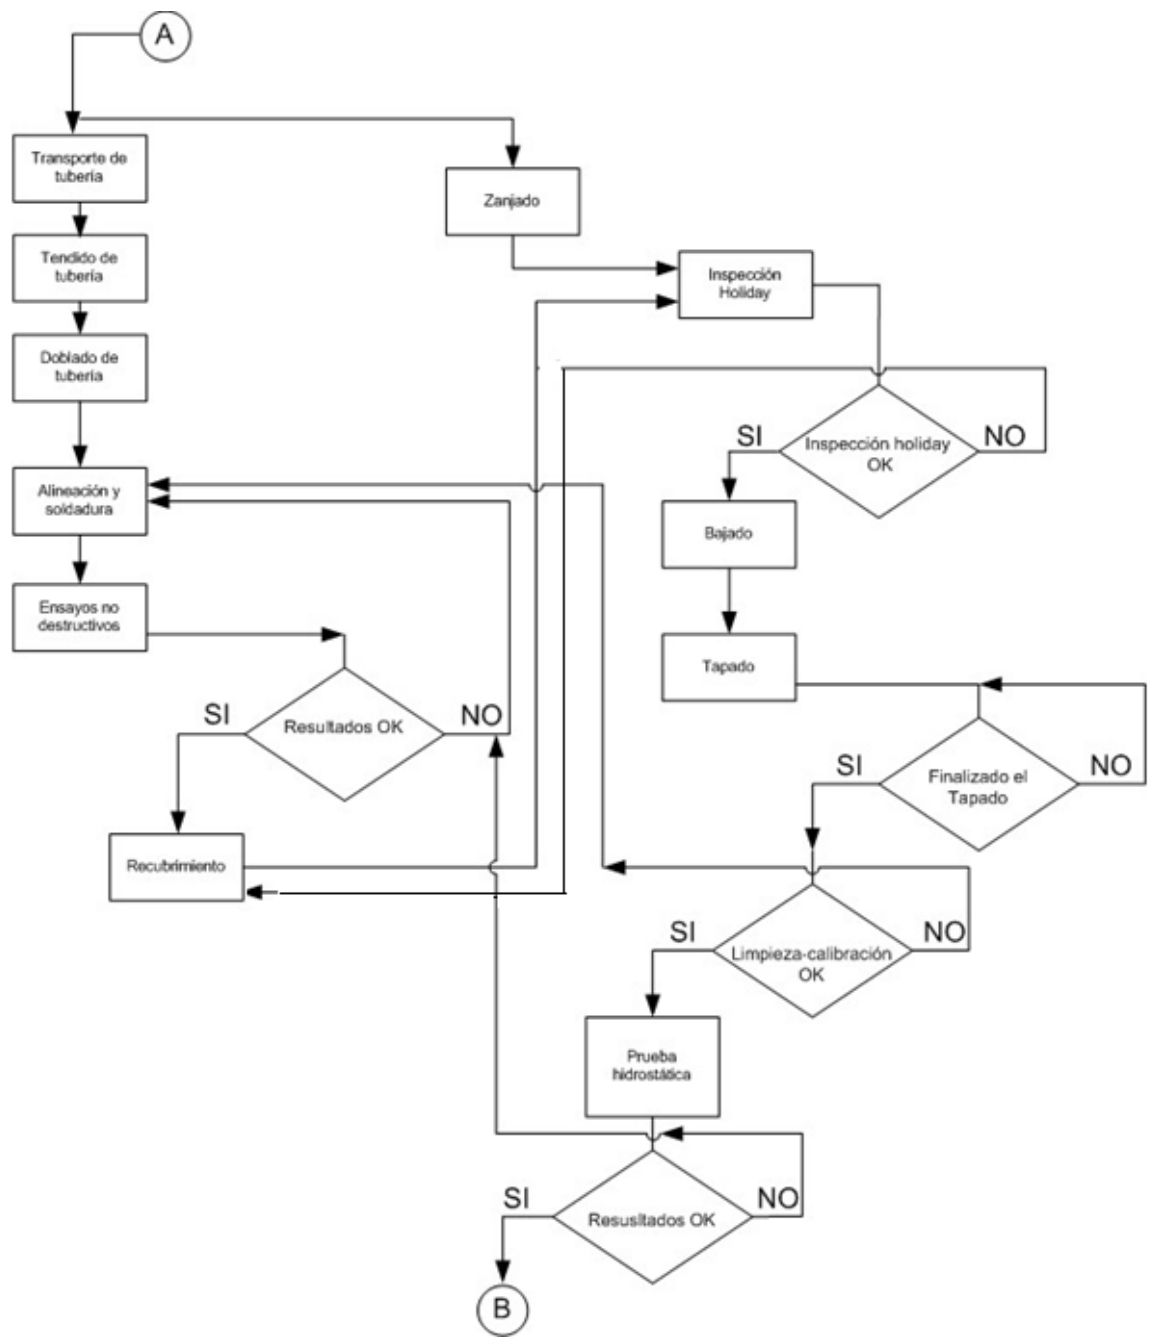 A
Transporte de
tubería
Zanjado
Tendido de
tubería
Inspección
Holiday
Doblado de
tubería
SI
Inspección holiday
OK
NO
Alineación y
soldadura
Bajado
Ensayos no
destructivos
Tapado
SI
Resultados OK
NO
SI
Finalizado el
Tapado
NO
Recubrimiento
SI
Limpieza-calibración
OK
NO
Prueba
hidrostática
SI
Resusltados OK
NO
B